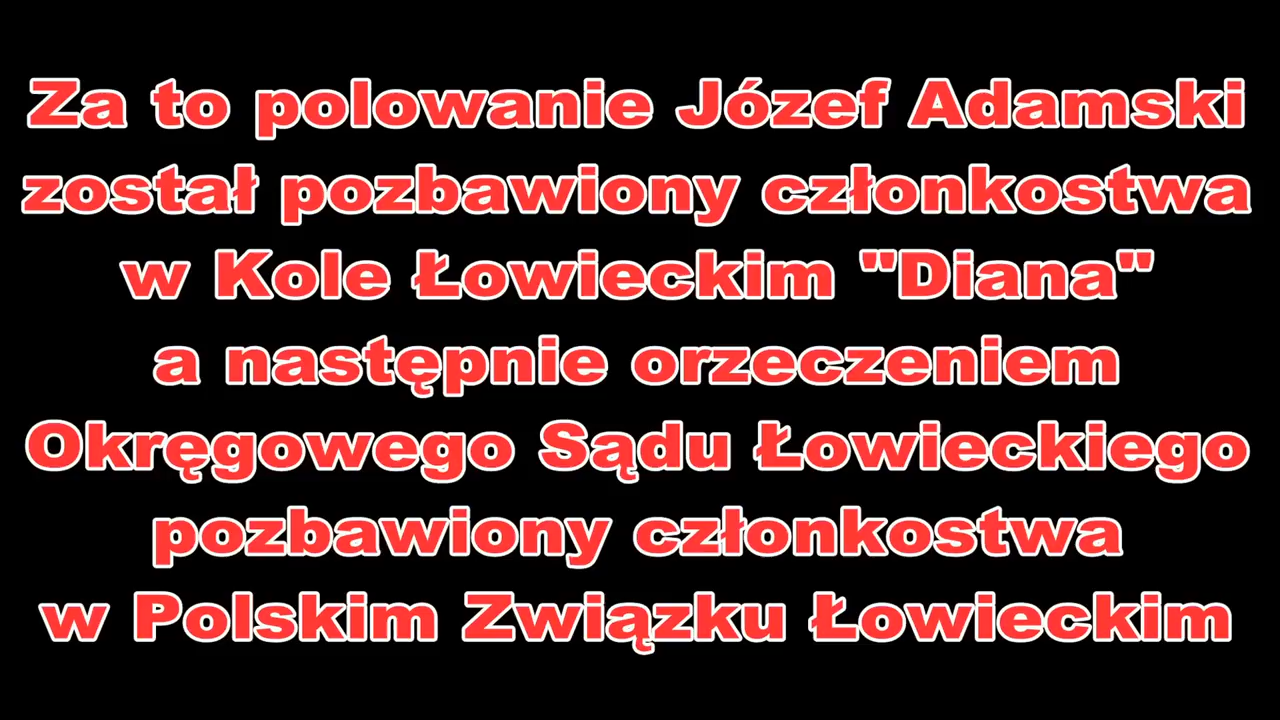 Za to polowanie Józef Adamski
został pozbawiony członkostwa
w Kole Łowieckim "Diana"
a następnie orzeczeniem
Okręgowego Sądu Łowieckiego
pozbawiony członkostwa
w Polskim Związku Łowieckim